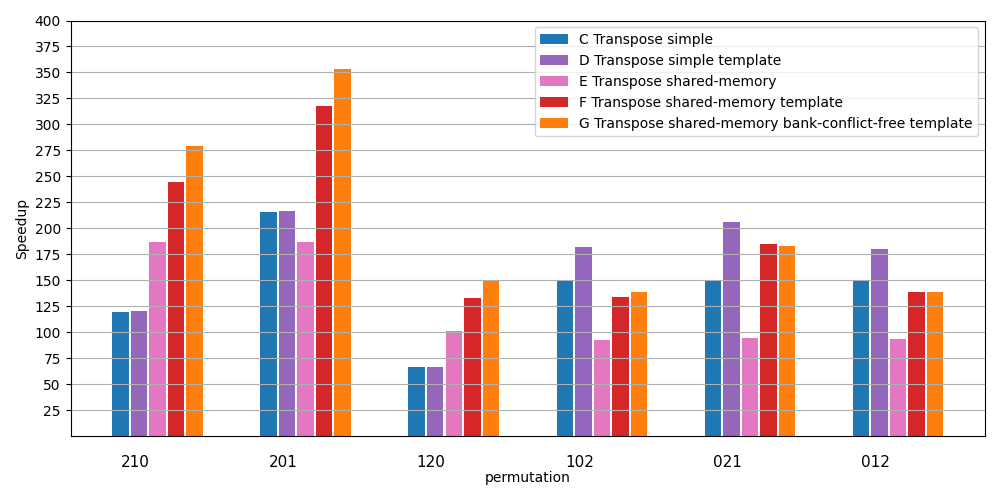 400
375
350
325
300
275
250
225
200
175
150
125
100
75
50
25
Speedup
C Transpose simple
D Transpose simple template
E Transpose shared-memory
F Transpose shared-memory template
G Transpose shared-memory bank-conflict-free template
210 201 120 102 021 012
permutation